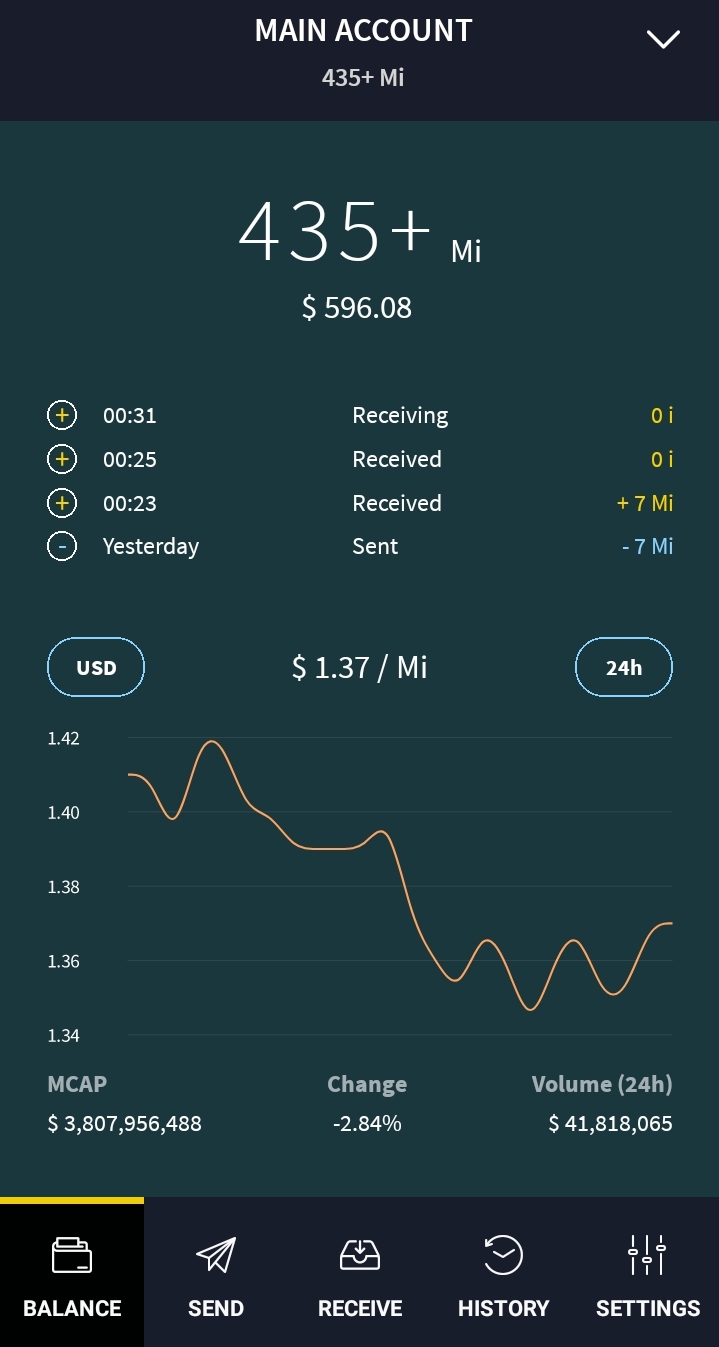 MAIN ACCOUNT
435+ Mi
435+ Mi
$ 596.08
+ 00:31 Receiving 0 i
+ 00:25 Received 0 i
+ 00:23 Received + 7 Mi
- Yesterday Sent - 7 Mi
USD $ 1.37 / Mi 24h
1.42
1.40
1.38
1.36
1.34
MCAP Change Volume (24h)
$ 3,807,956,488 -2.84% $ 41,818,065
BALANCE SEND RECEIVE HISTORY SETTINGS